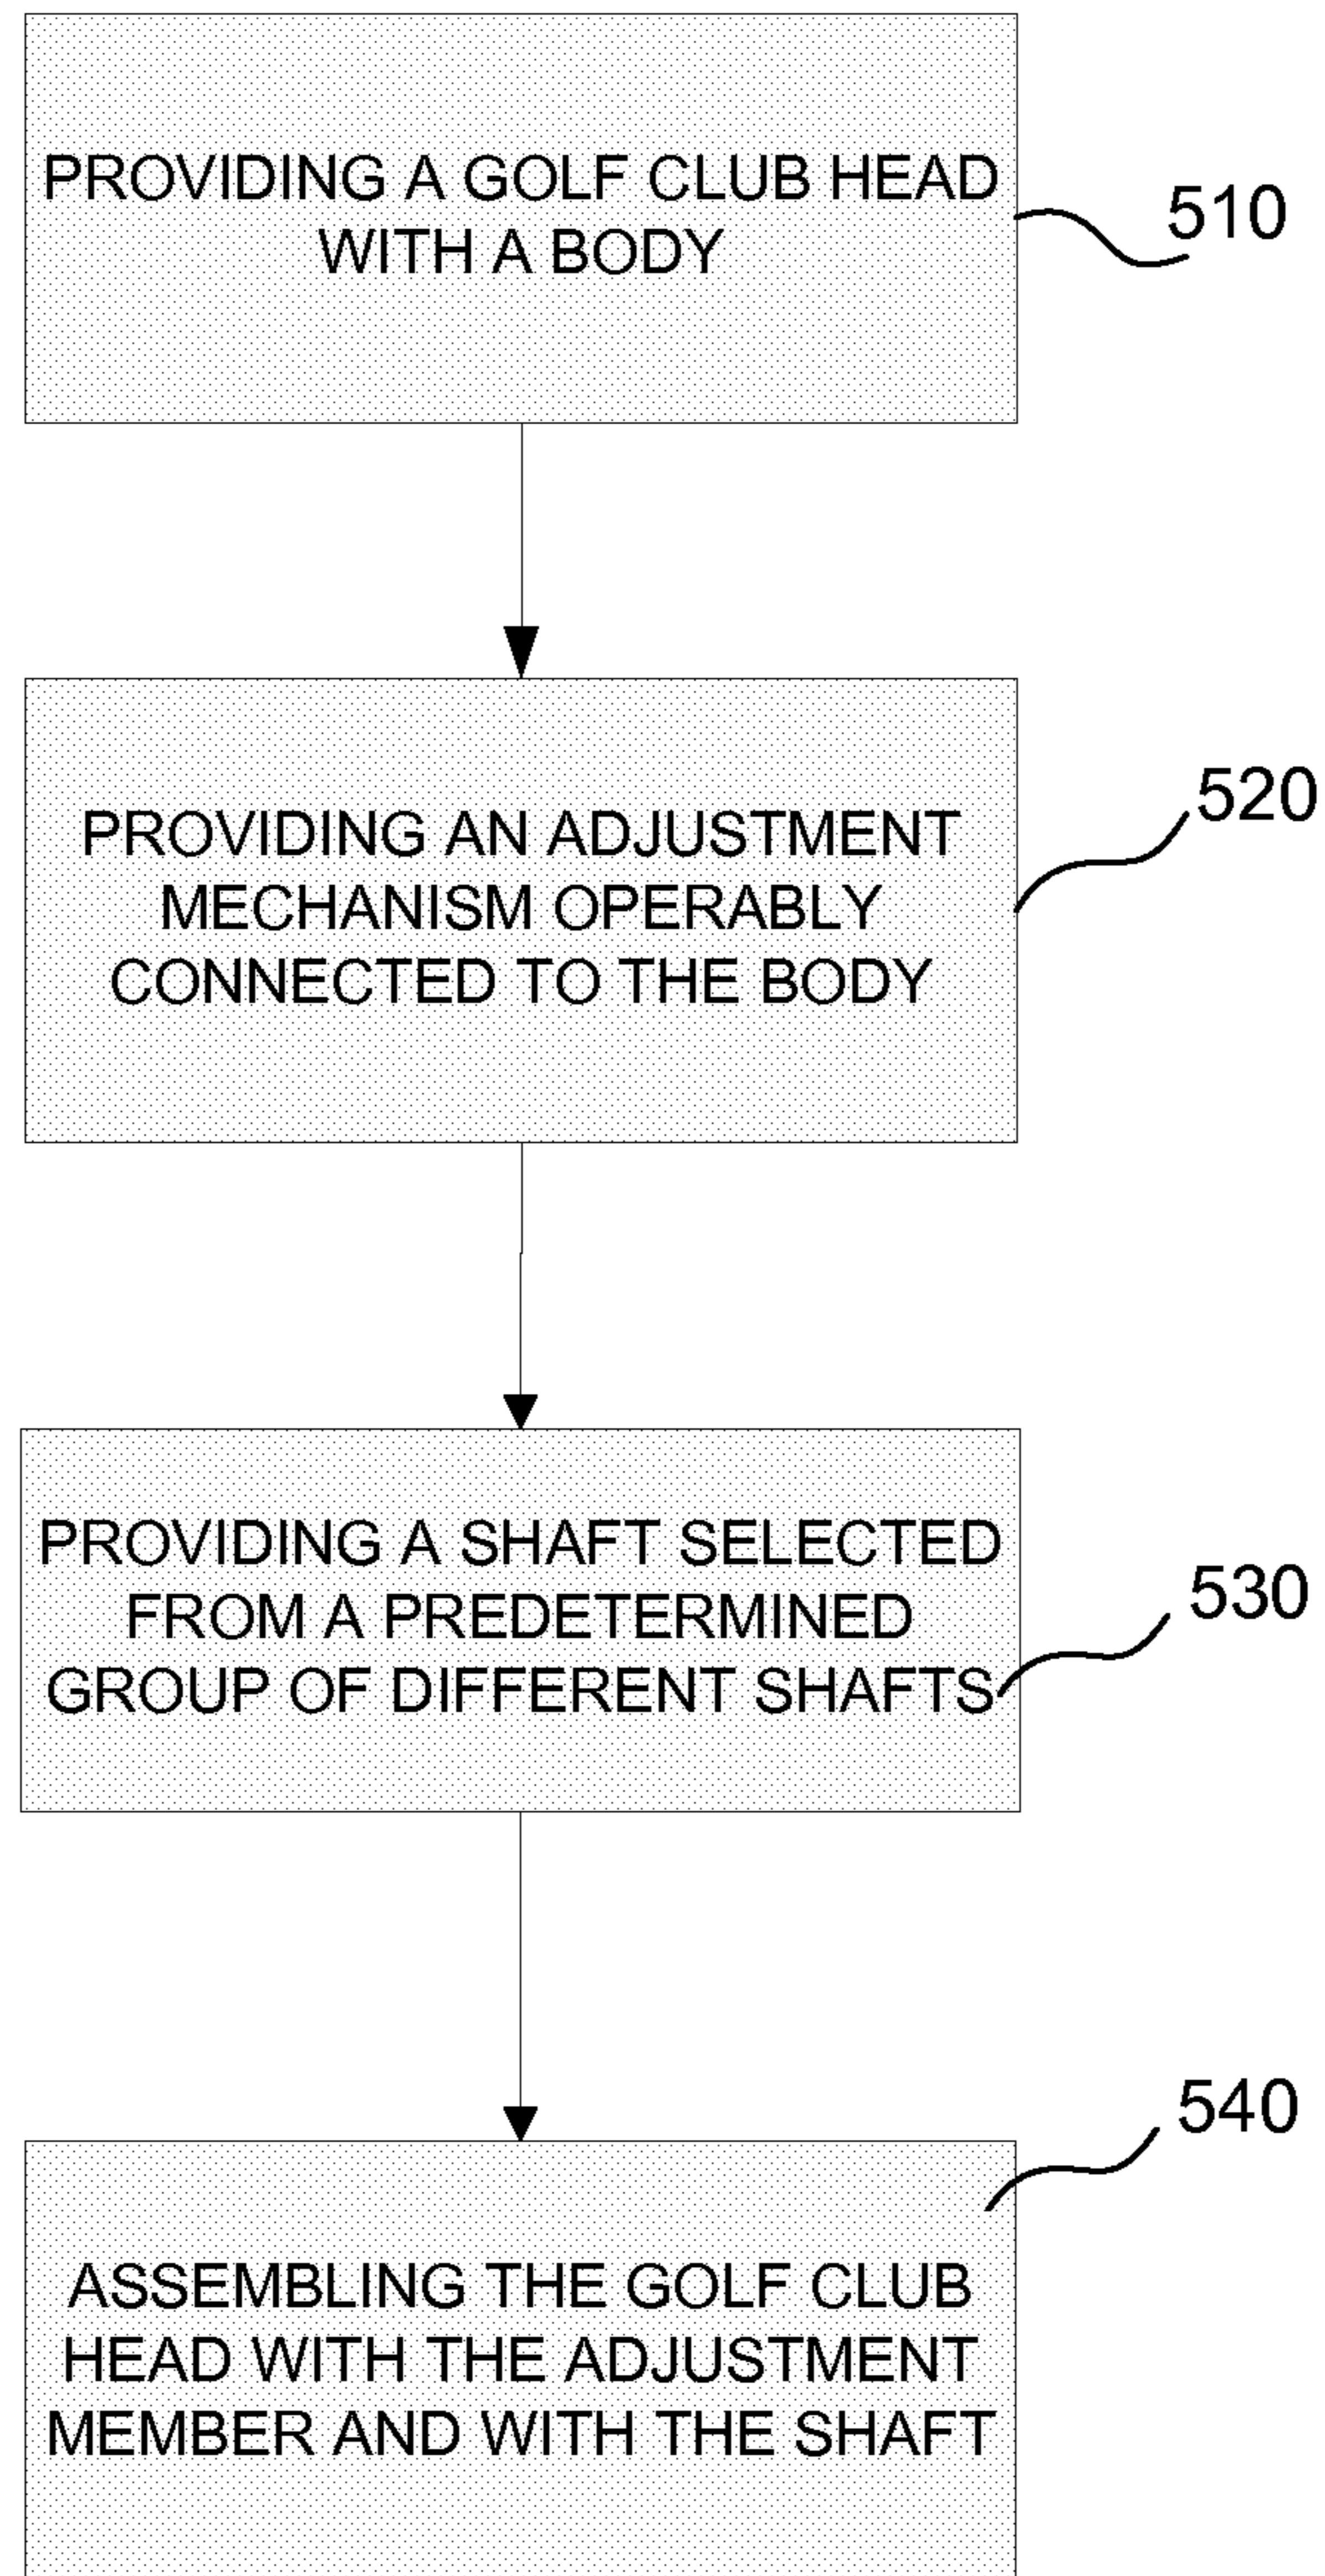 PROVIDING A GOLF CLUB HEAD
WITH A BODY
510
PROVIDING AN ADJUSTMENT
MECHANISM OPERABLY
CONNECTED TO THE BODY
520
PROVIDING A SHAFT SELECTED
FROM A PREDETERMINED
GROUP OF DIFFERENT SHAFTS
530
ASSEMBLING THE GOLF CLUB
HEAD WITH THE ADJUSTMENT
MEMBER AND WITH THE SHAFT
540